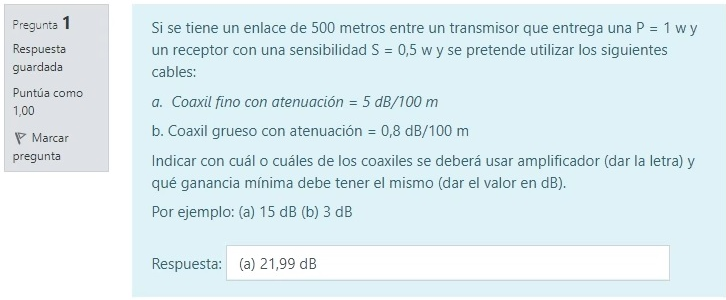 Pregunta 1
Respuesta
guardada
Puntúa como
1,00
Marcar
pregunta
Si se tiene un enlace de 500 metros entre un transmisor que entrega una P = 1 w y
un receptor con una sensibilidad S = 0,5 w y se pretende utilizar los siguientes
cables:
a. Coaxil fino con atenuación = 5 dB/100 m
b. Coaxil grueso con atenuación = 0,8 dB/100 m
Indicar con cuál o cuáles de los coaxiles se deberá usar amplificador (dar la letra) y
qué ganancia mínima debe tener el mismo (dar el valor en dB).
Por ejemplo: (a) 15 dB (b) 3 dB
Respuesta: (a) 21,99 dB